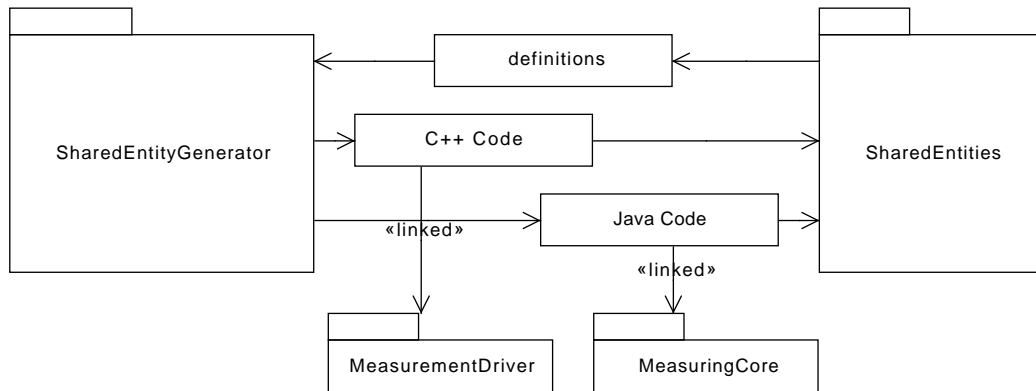 definitions
C++ Code
SharedEntityGenerator
SharedEntities
Java Code
«linked»
«linked»
MeasurementDriver
MeasuringCore